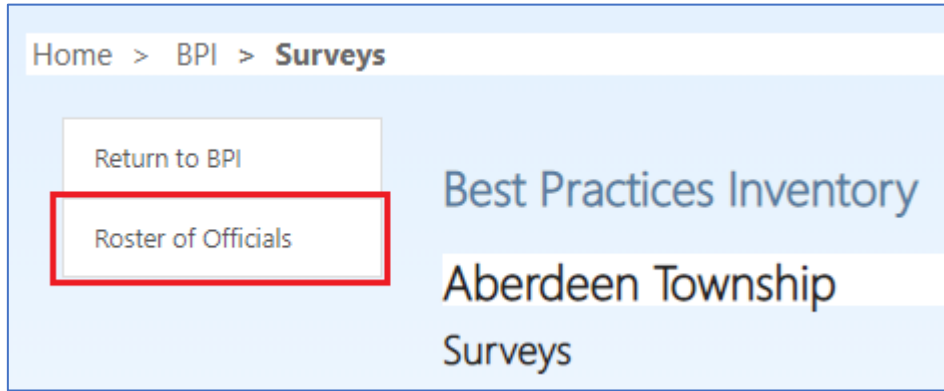 Home > BPI > Surveys
Return to BPI
Roster of Officials
Best Practices Inventory
Aberdeen Township
Surveys